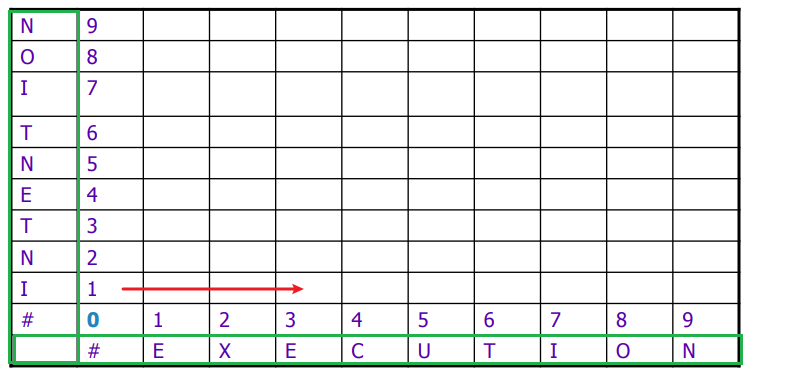 N 9
O 8
I 7
T 6
N 5
E 4
T 3
N 2
I 1
# 0 1 2 3 4 5 6 7 8 9
# E X E C U T I O N